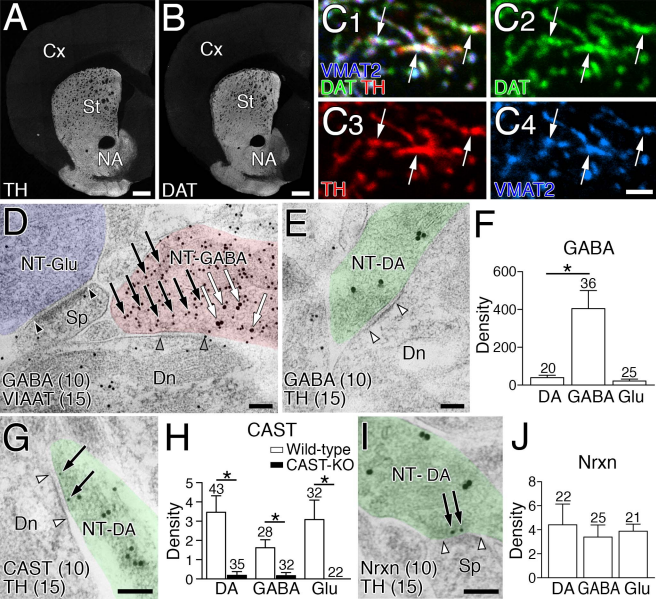 A
Cx
St
NA
TH
B
Cx
St
NA
DAT
C1
VMAT2
DAT TH
C2
DAT
C3
TH
C4
VMAT2
D
NT-Glu
NT-GABA
Sp
Dn
GABA (10)
VIAAT (15)
E
NT-DA
Dn
GABA (10)
TH (15)
F
GABA
Density
600
400
200
0
*
20
36
25
DA GABA Glu
G
Dn
NT-DA
CAST (10)
TH (15)
H
CAST
Wild-type
CAST-KO
Density
5
4
3
2
1
0
* * *
43 35 28 32 32 22
DA GABA Glu
I
NT- DA
Sp
Nrxn (10)
TH (15)
J
Nrxn
Density
8
6
4
2
0
22 25 21
DA GABA Glu